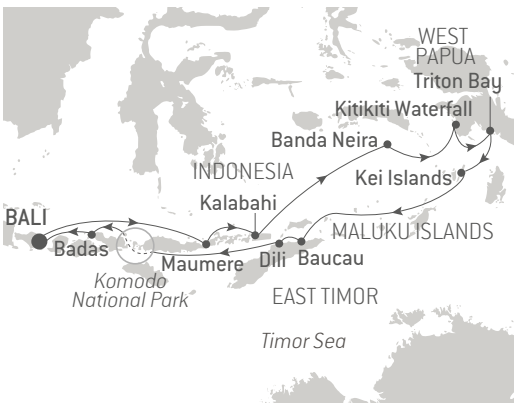 WEST
PAPUA
Triton Bay
Kitikiti Waterfall
Banda Neira
INDONESIA
Kei Islands
Kalabahi
BALI
MALUKU ISLANDS
Badas
Maumere
Dili
Baucau
Komodo
National Park
EAST TIMOR
Timor Sea